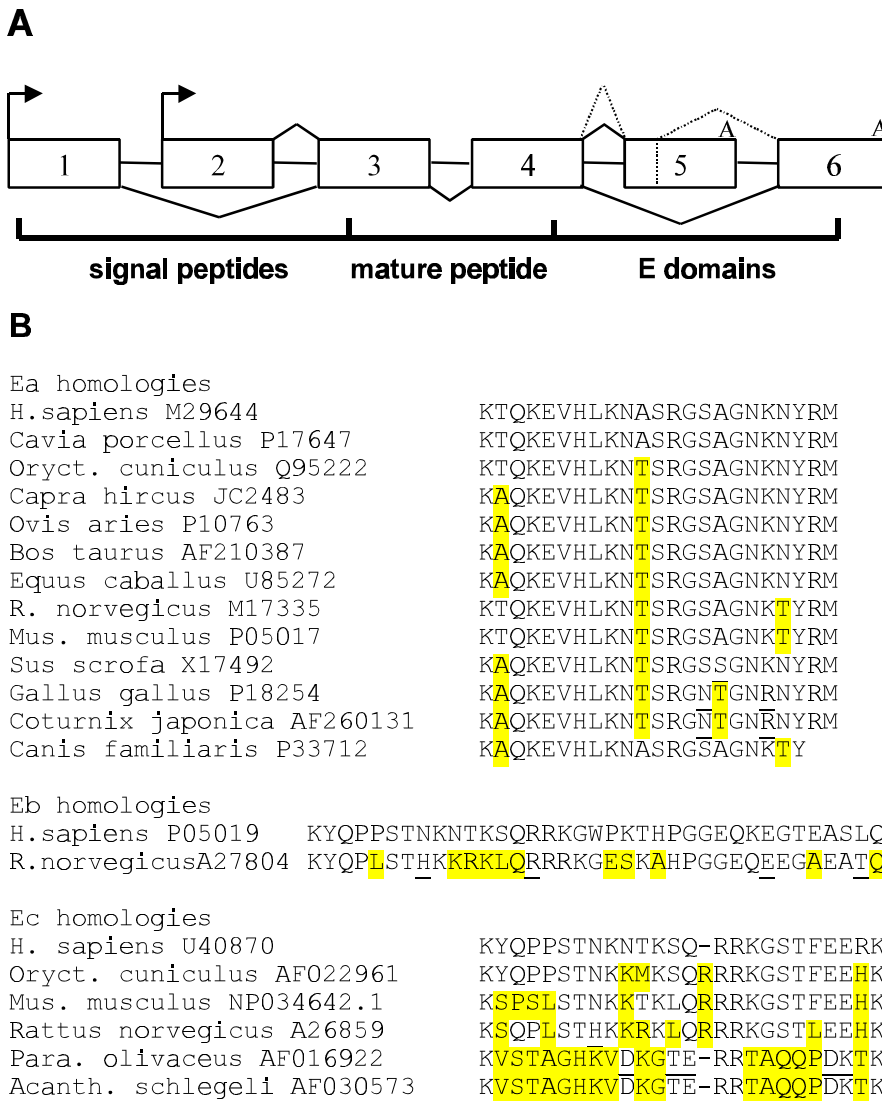 A
A
A
1 2 3 4 5 6
signal peptides mature peptide E domains
B
Ea homologies
H.sapiens M29644 KTQKEVHLKNASRGSAGNKNYRM
Cavia porcellus P17647 KTQKEVHLKNASRGSAGNKNYRM
Oryct. cuniculus Q95222 KTQKEVHLKNTSRGSAGNKNYRM
Capra hircus JC2483 KAQKEVHLKNTSRGSAGNKNYRM
Ovis aries P10763 KAQKEVHLKNTSRGSAGNKNYRM
Bos taurus AF210387 KAQKEVHLKNTSRGSAGNKNYRM
Equus caballus U85272 KAQKEVHLKNTSRGSAGNKNYRM
R. norvegicus M17335 KTQKEVHLKNTSRGSAGNKTYRM
Mus. musculus P05017 KTQKEVHLKNTSRGSAGNKTYRM
Sus scrofa X17492 KAQKEVHLKNTSRGSSGNKNYRM
Gallus gallus P18254 KAQKEVHLKNTSRGNTGNRNYRM
Coturnix japonica AF260131 KAQKEVHLKNTSRGNTGNRNYRM
Canis familiaris P33712 KAQKEVHLKNASRGSAGNKTY
Eb homologies
H.sapiens P05019 KYQPPSTNKNTKSQRRKGWPKTHPGGEQKEGTEASLQ
R.norvegicusA27804 KYQPLSTHKKRKLQRRRKGESKAHPGGEQEEGAEATQ
Ec homologies
H. sapiens U40870 KYQPPSTNKNTKSQ-RRKGSTFEERK
Oryct. cuniculus AF022961 KYQPPSTNKKMKSQRRRKGSTFEEHK
Mus. musculus NP034642.1 KSPSLSTNKKTKLQRRRKGSTFEEHK
Rattus norvegicus A26859 KSQPLSTHKKRKLQRRRKGSTLEEHK
Para. olivaceus AF016922 KVSTAGHKVDKGTE-RRTAQQPDKTK
Acanth. schlegeli AF030573 KVSTAGHKVDKGTE-RRTAQQPDKTK